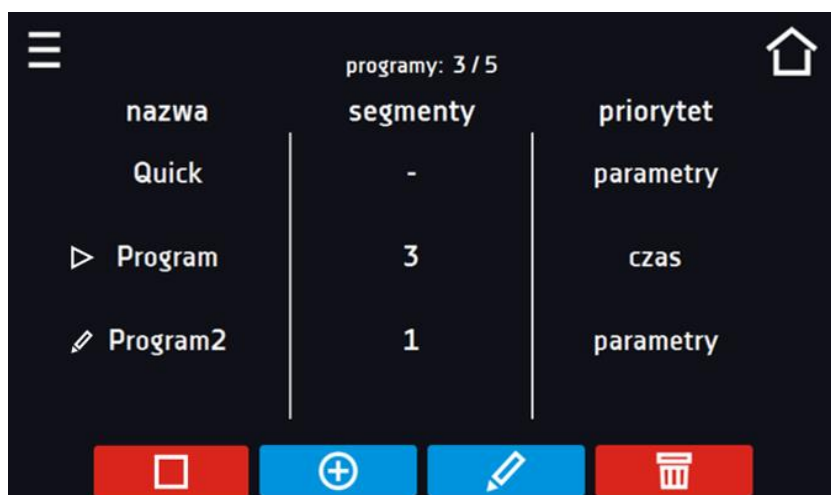 programy: 3 / 5
nazwa segmenty priorytet
Quick - parametry
Program 3 czas
Program2 1 parametry